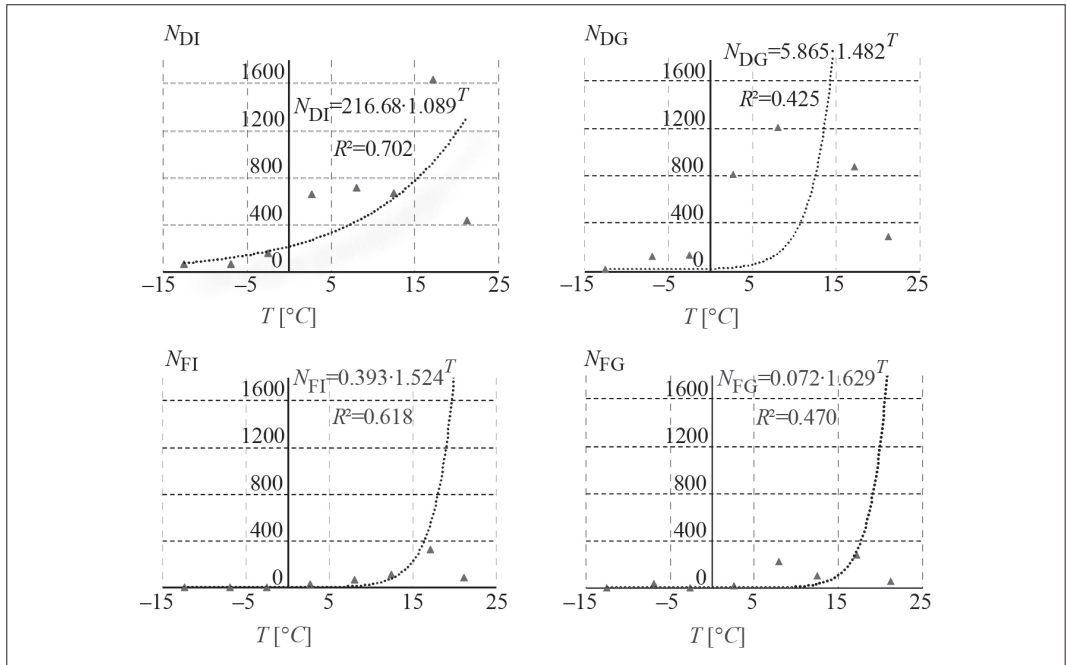 N_DI
1600
N_DI=216.68·1.089^T
1200
R²=0.702
800
400
0
–15 –5 5 15 25
T [°C]
N_DG
N_DG=5.865·1.482^T
1600
R²=0.425
1200
800
400
0
–15 –5 5 15 25
T [°C]
N_FI
N_FI=0.393·1.524^T
1600
R²=0.618
1200
800
400
0
–15 –5 5 15 25
T [°C]
N_FG
N_FG=0.072·1.629^T
1600
R²=0.470
1200
800
400
0
–15 –5 5 15 25
T [°C]